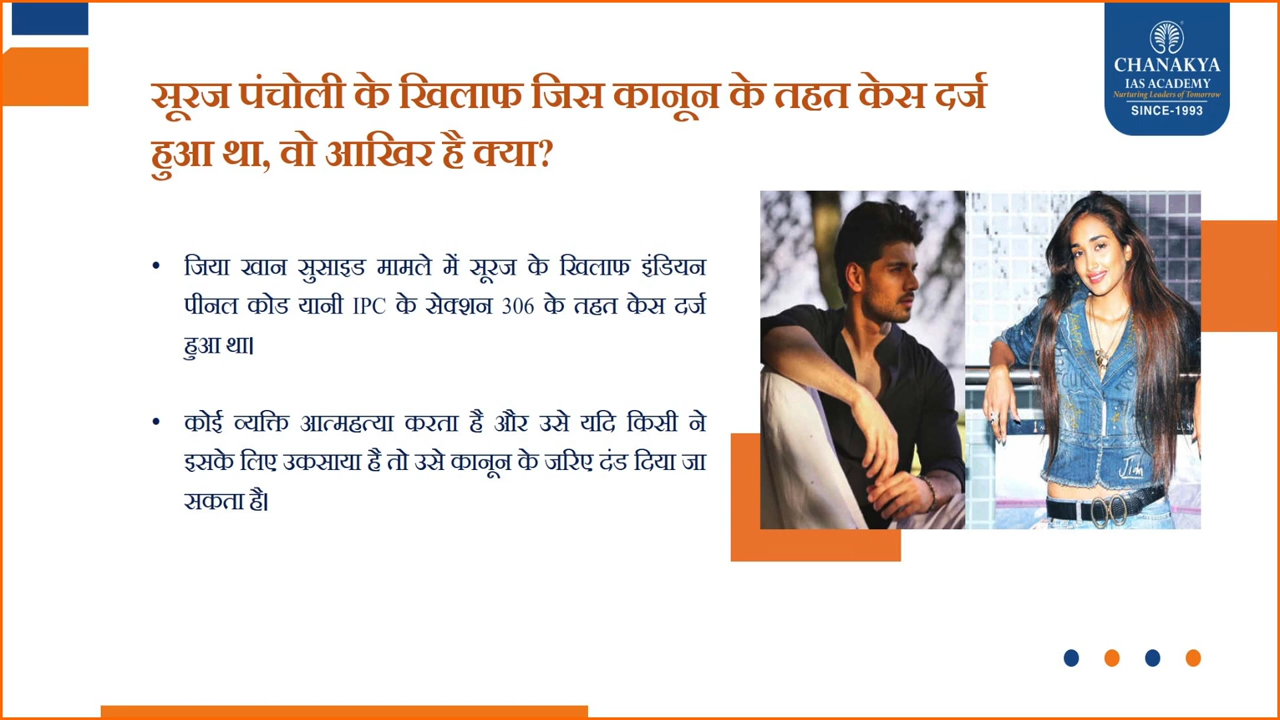 CHANAKYA
IAS ACADEMY
Nurturing Leaders of Tomorrow
SINCE-1993
सूरज पंचोली के खिलाफ जिस कानून के तहत केस दर्ज
हुआ था, वो आखिर है क्या?
• जिया खान सुसाइड मामले में सूरज के खिलाफ इंडियन
पीनल कोड यानी IPC के सेक्शन 306 के तहत केस दर्ज
हुआ था।
• कोई व्यक्ति आत्महत्या करता है और उसे यदि किसी ने
इसके लिए उकसाया है तो उसे कानून के जरिए दंड दिया जा
सकता है।